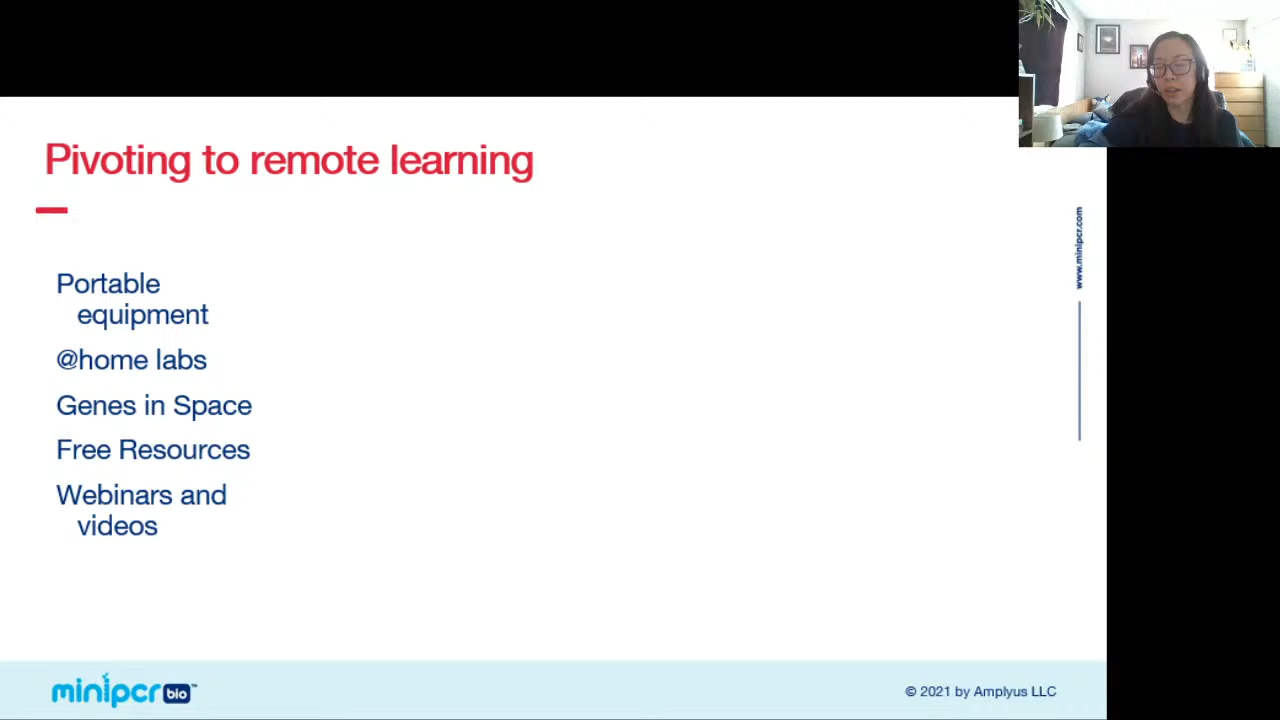 Pivoting to remote learning
www.minipcr.com
Portable
equipment
@home labs
Genes in Space
Free Resources
Webinars and
videos
minipcr bio™
© 2021 by Amplyus LLC